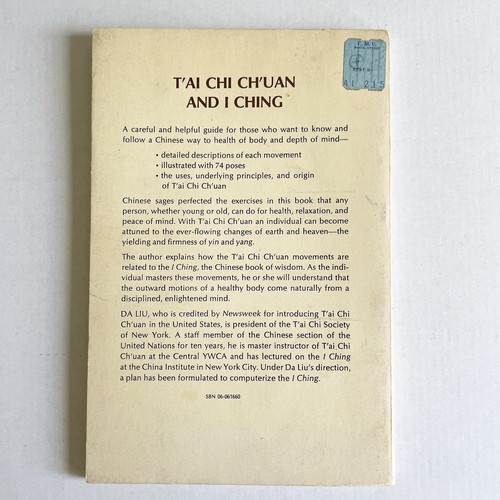 T'AI CHI CH'UAN
AND I CHING
A careful and helpful guide for those who want to know and
follow a Chinese way to health of body and depth of mind—
• detailed descriptions of each movement
• illustrated with 74 poses
• the uses, underlying principles, and origin
of T'ai Chi Ch'uan
Chinese sages perfected the exercises in this book that any
person, whether young or old, can do for health, relaxation, and
peace of mind. With T'ai Chi Ch'uan an individual can become
attuned to the ever-flowing changes of earth and heaven—the
yielding and firmness of yin and yang.
The author explains how the T'ai Chi Ch'uan movements are
related to the I Ching, the Chinese book of wisdom. As the indi-
vidual masters these movements, he or she will understand that
the outward motions of a healthy body come naturally from a
disciplined, enlightened mind.
DA LIU, who is credited by Newsweek for introducing T'ai Chi
Ch'uan in the United States, is president of the T'ai Chi Society
of New York. A staff member of the Chinese section of the
United Nations for ten years, he is master instructor of T'ai Chi
Ch'uan at the Central YWCA and has lectured on the I Ching
at the China Institute in New York City. Under Da Liu's direction,
a plan has been formulated to computerize the I Ching.
SBN 06-061660